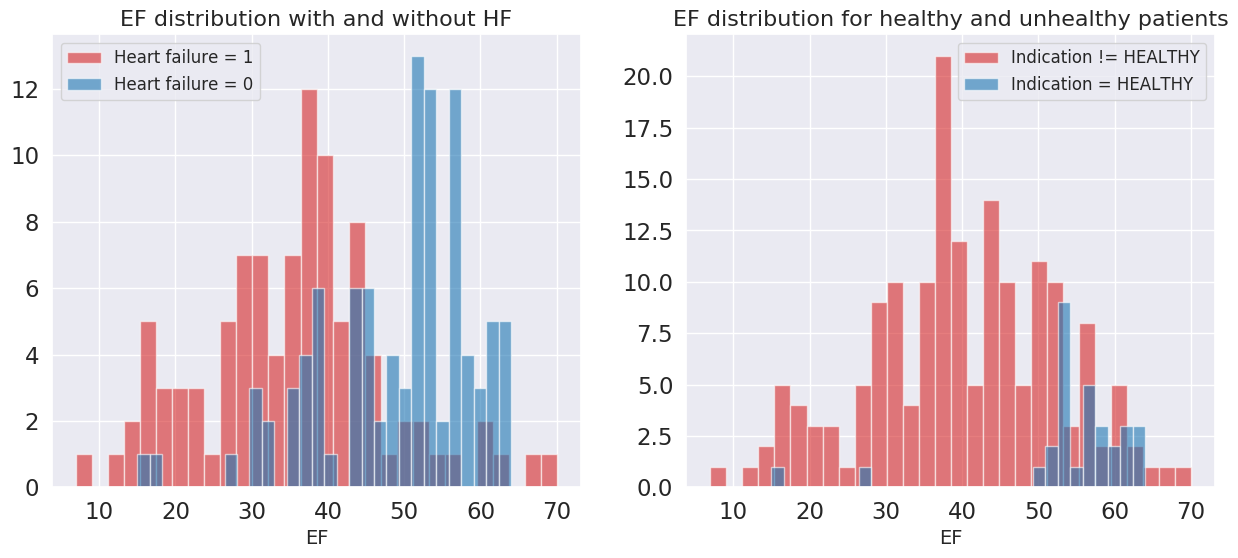 EF distribution with and without HF
Heart failure = 1
Heart failure = 0
12
10
8
6
4
2
0
10 20 30 40 50 60 70
EF
EF distribution for healthy and unhealthy patients
Indication != HEALTHY
Indication = HEALTHY
20.0
17.5
15.0
12.5
10.0
7.5
5.0
2.5
0.0
10 20 30 40 50 60 70
EF